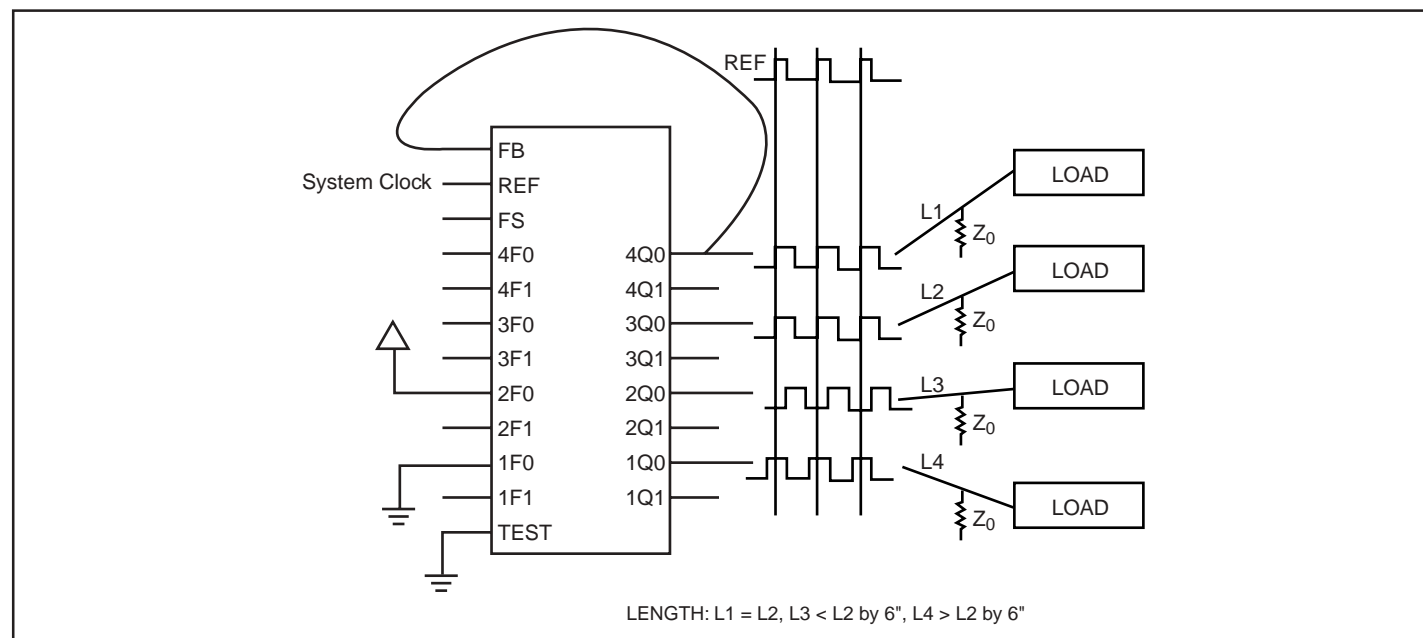 REF
FB
System Clock REF
FS
4F0 4Q0
4F1 4Q1
3F0 3Q0
3F1 3Q1
2F0 2Q0
2F1 2Q1
1F0 1Q0
1F1 1Q1
TEST
LOAD
L1
Z0
LOAD
L2
Z0
LOAD
L3
Z0
L4
LOAD
Z0
LENGTH: L1 = L2, L3 < L2 by 6", L4 > L2 by 6"